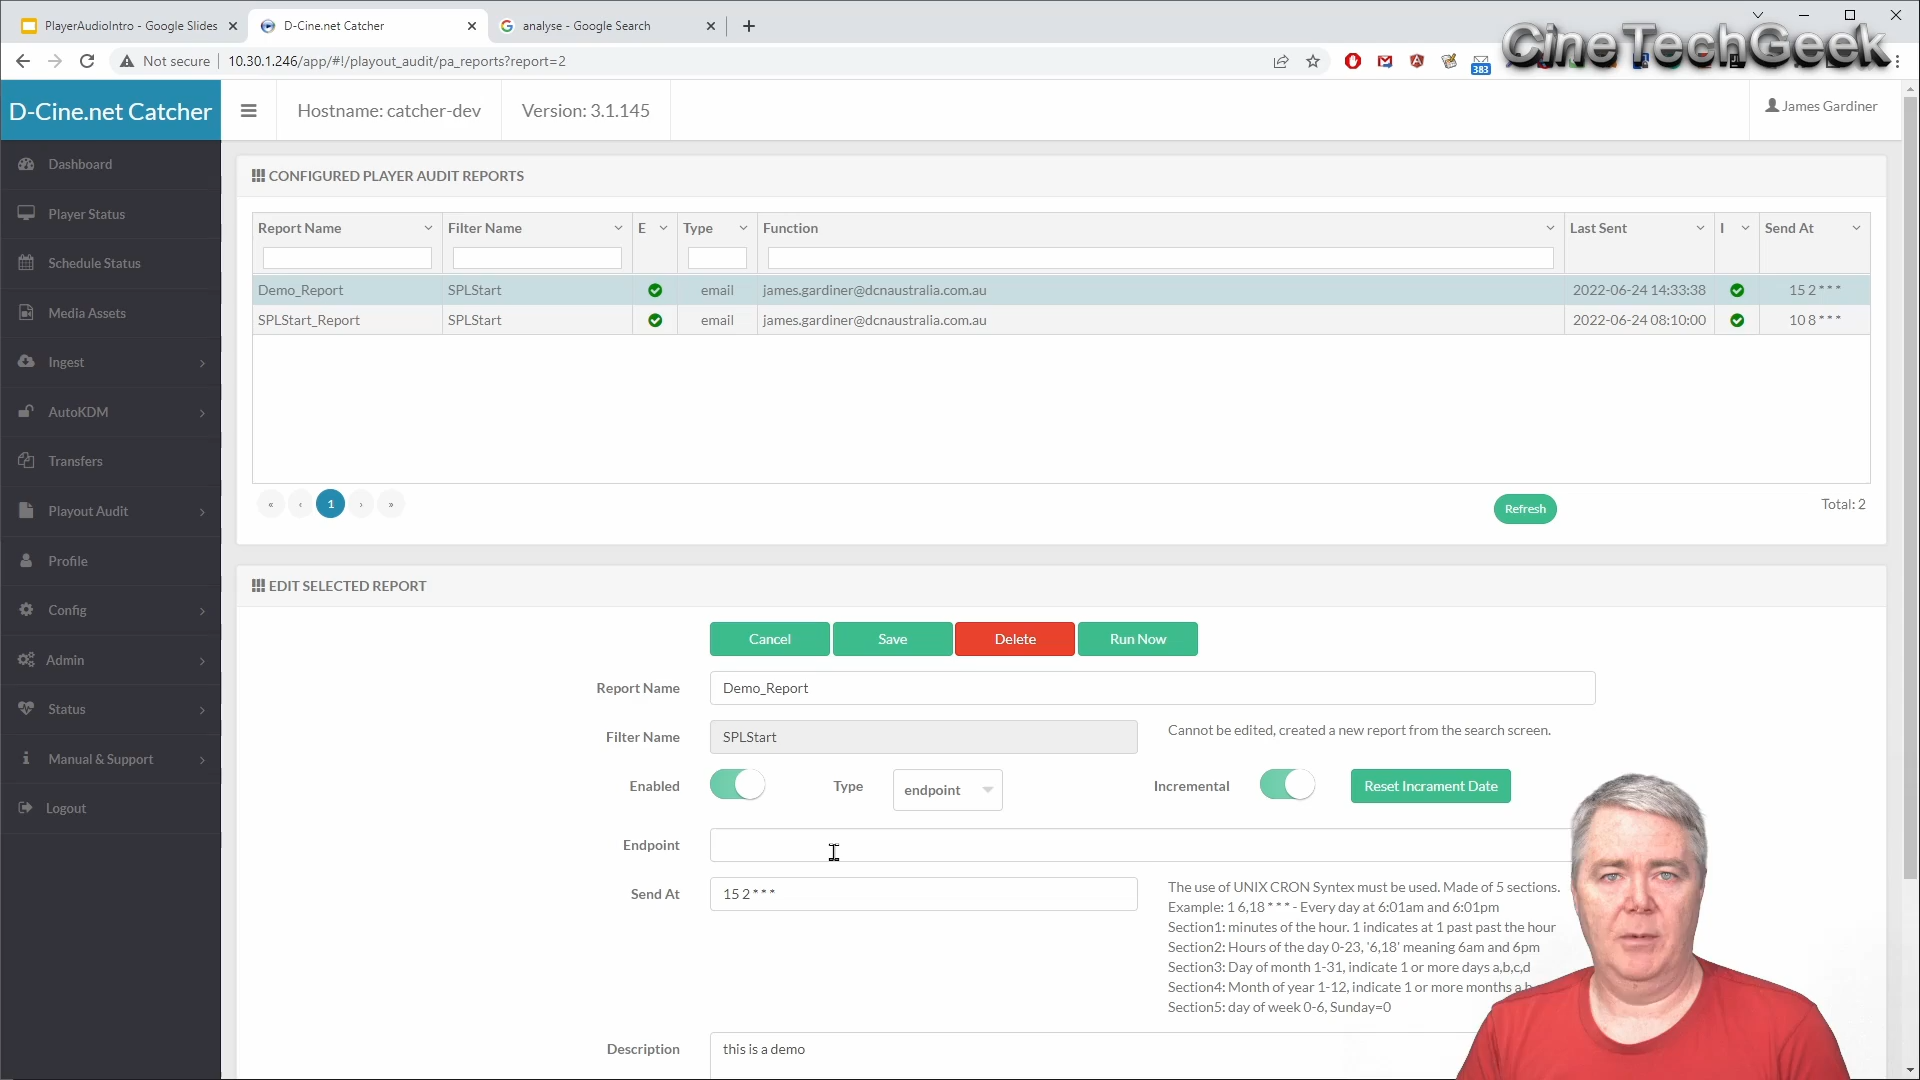 PlayerAudioIntro - Google Slides
D-Cine.net Catcher
analyse - Google Search
Not secure
10.30.1.246/app/#!/playout_audit/pa_reports?report=2
383
CineTechGeek
D-Cine.net Catcher
Hostname: catcher-dev
Version: 3.1.145
James Gardiner
Dashboard
Player Status
Schedule Status
Media Assets
Ingest
AutoKDM
Transfers
Playout Audit
Profile
Config
Admin
Status
Manual & Support
Logout
CONFIGURED PLAYER AUDIT REPORTS
Report Name Filter Name E Type Function Last Sent I Send At
Demo_Report SPLStart email james.gardiner@dcnaustralia.com.au 2022-06-24 14:33:38 15 2 * * *
SPLStart_Report SPLStart email james.gardiner@dcnaustralia.com.au 2022-06-24 08:10:00 10 8 * * *
« ‹ 1 › »
Refresh
Total: 2
EDIT SELECTED REPORT
Cancel Save Delete Run Now
Report Name Demo_Report
Filter Name SPLStart Cannot be edited, created a new report from the search screen.
Enabled Type endpoint Incremental Reset Incrament Date
Endpoint
Send At 15 2 * * *
The use of UNIX CRON Syntex must be used. Made of 5 sections.
Example: 1 6,18 * * * - Every day at 6:01am and 6:01pm
Section1: minutes of the hour. 1 indicates at 1 past past the hour
Section2: Hours of the day 0-23, '6,18' meaning 6am and 6pm
Section3: Day of month 1-31, indicate 1 or more days a,b,c,d
Section4: Month of year 1-12, indicate 1 or more months
Section5: day of week 0-6, Sunday=0
Description this is a demo